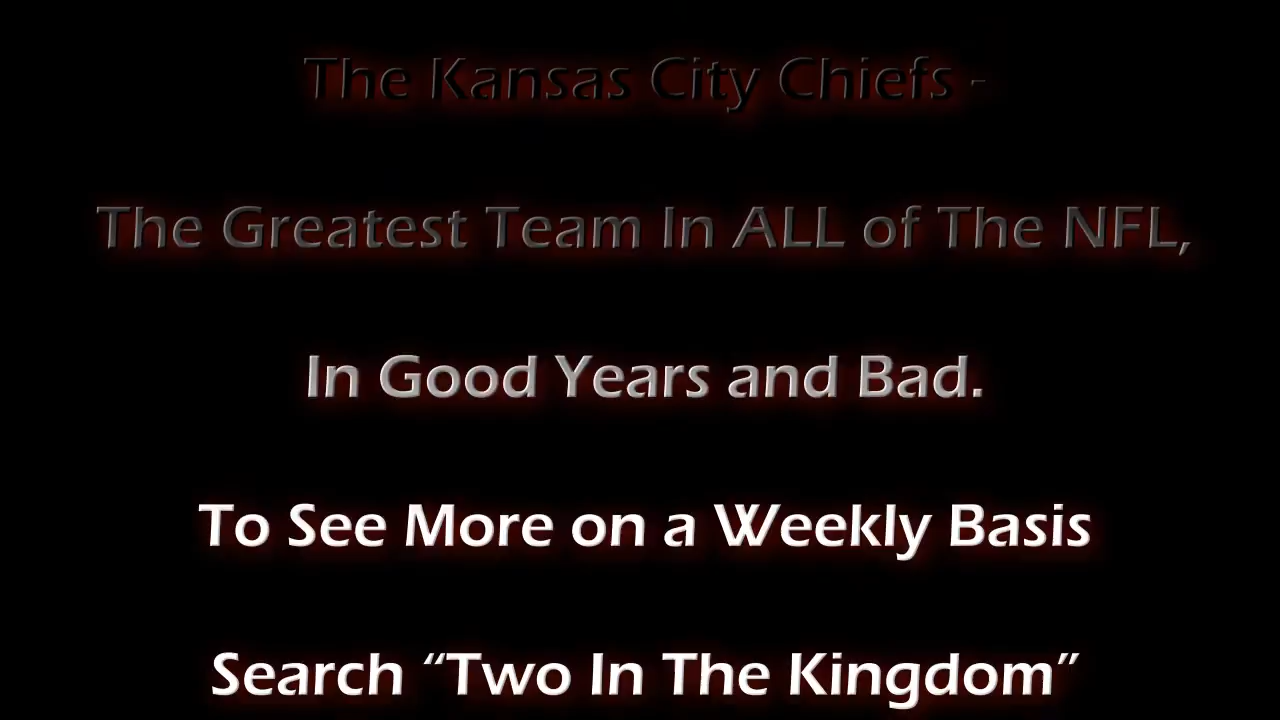 The Kansas City Chiefs -
The Greatest Team In ALL of The NFL,
In Good Years and Bad.
To See More on a Weekly Basis
Search “Two In The Kingdom”